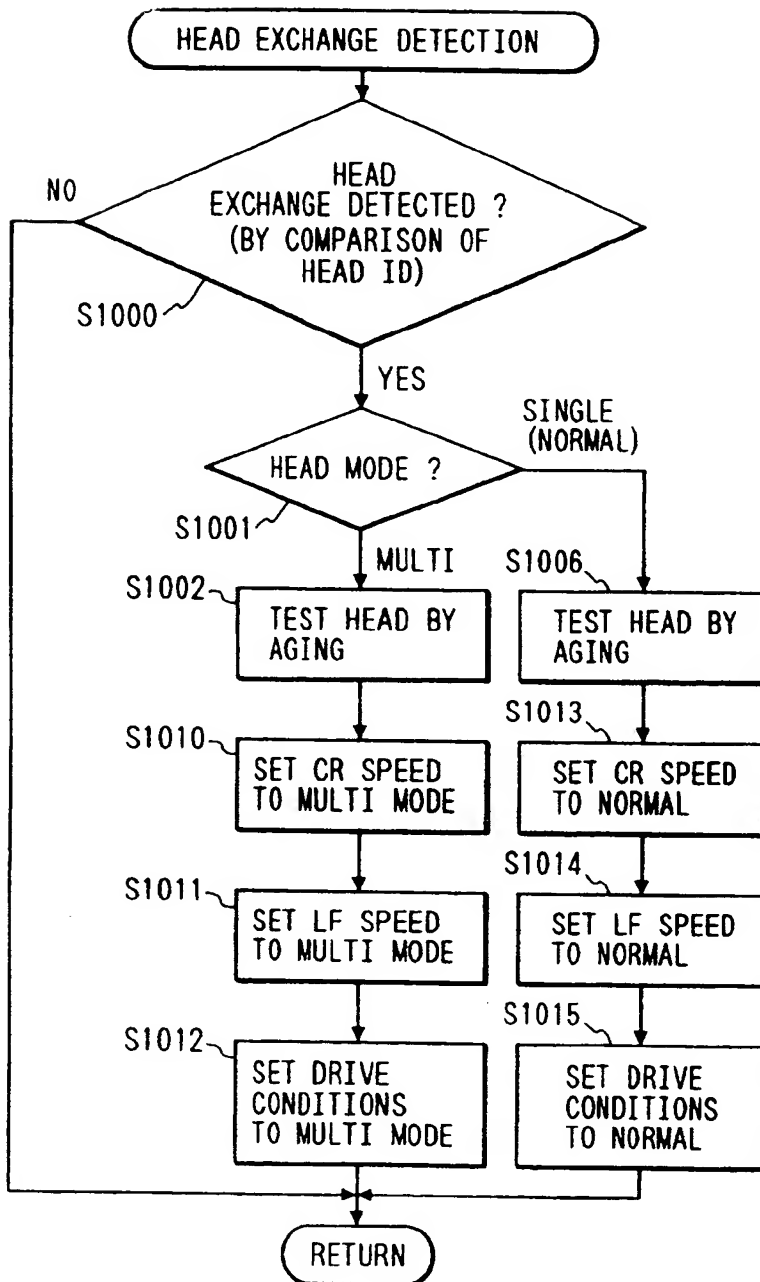 HEAD EXCHANGE DETECTION
NO
HEAD
EXCHANGE DETECTED ?
(BY COMPARISON OF
HEAD ID)
S1000
YES
SINGLE
(NORMAL)
HEAD MODE ?
S1001
MULTI
S1002
TEST HEAD BY
AGING
S1006
TEST HEAD BY
AGING
S1010
SET CR SPEED
TO MULTI MODE
S1013
SET CR SPEED
TO NORMAL
S1011
SET LF SPEED
TO MULTI MODE
S1014
SET LF SPEED
TO NORMAL
S1012
SET DRIVE
CONDITIONS
TO MULTI MODE
S1015
SET DRIVE
CONDITIONS
TO NORMAL
RETURN